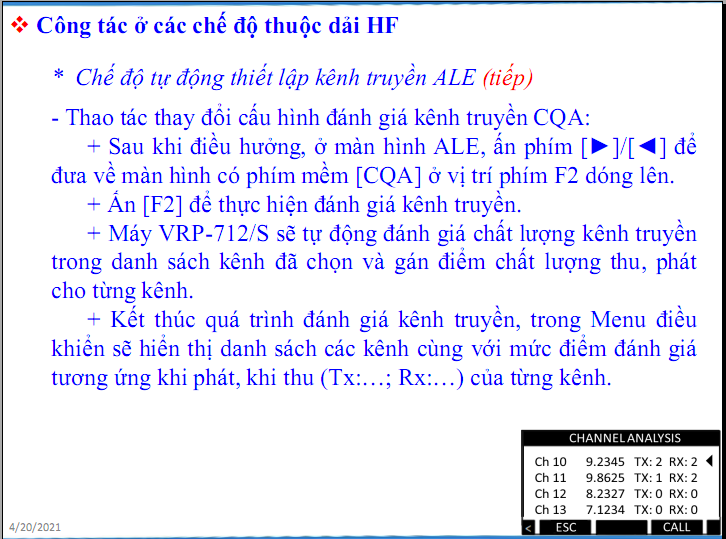 ❖ Công tác ở các chế độ thuộc dải HF
* Chế độ tự động thiết lập kênh truyền ALE (tiếp)
- Thao tác thay đổi cấu hình đánh giá kênh truyền CQA:
+ Sau khi điều hưởng, ở màn hình ALE, ấn phím [►]/[◄] để
đưa về màn hình có phím mềm [CQA] ở vị trí phím F2 dóng lên.
+ Ấn [F2] để thực hiện đánh giá kênh truyền.
+ Máy VRP-712/S sẽ tự động đánh giá chất lượng kênh truyền
trong danh sách kênh đã chọn và gán điểm chất lượng thu, phát
cho từng kênh.
+ Kết thúc quá trình đánh giá kênh truyền, trong Menu điều
khiển sẽ hiển thị danh sách các kênh cùng với mức điểm đánh giá
tương ứng khi phát, khi thu (Tx:…; Rx:…) của từng kênh.
CHANNEL ANALYSIS
Ch 10 9.2345 TX: 2 RX: 2 ◄
Ch 11 9.8625 TX: 1 RX: 2
Ch 12 8.2327 TX: 0 RX: 0
Ch 13 7.1234 TX: 0 RX: 0
< ESC CALL
4/20/2021